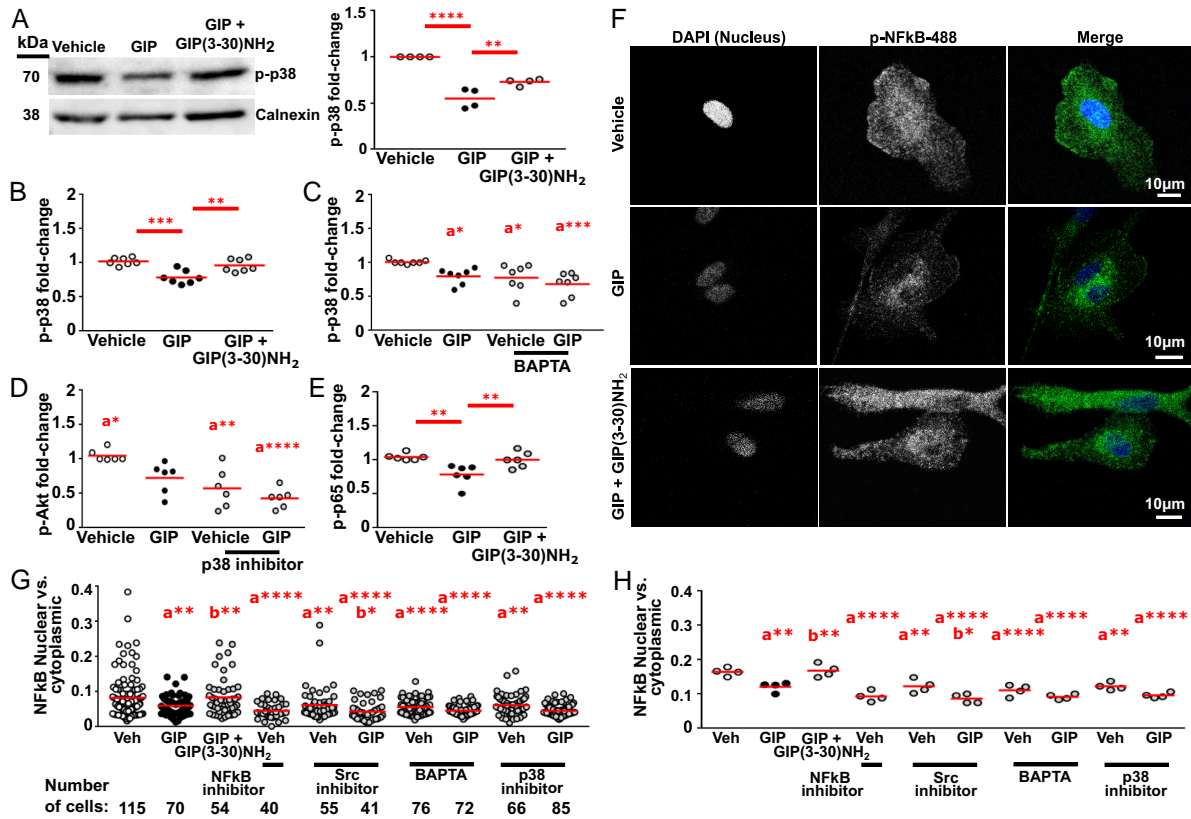 A
kDa
Vehicle GIP GIP + GIP(3-30)NH2
70 p-p38
38 Calnexin
p-p38 fold-change
1.5
1
0.5
0
**** **
Vehicle GIP GIP + GIP(3-30)NH2
B
p-p38 fold-change
2
1.5
1
0.5
0
*** **
Vehicle GIP GIP + GIP(3-30)NH2
C
p-p38 fold-change
2
1.5
1
0.5
0
a* a* a***
Vehicle GIP Vehicle GIP
BAPTA
D
p-Akt fold-change
2
1.5
1
0.5
0
a* a** a****
Vehicle GIP Vehicle GIP
p38 inhibitor
E
p-p65 fold-change
2
1.5
1
0.5
0
** **
Vehicle GIP GIP + GIP(3-30)NH2
F
DAPI (Nucleus) p-NFkB-488 Merge
Vehicle
10µm
GIP
10µm
GIP + GIP(3-30)NH2
10µm
G
NFkB Nuclear vs. cytoplasmic
0.4
0.3
0.2
0.1
0
a**** a**** a**** a****
a** b** a** b* a**** a**
Veh GIP GIP + GIP(3-30)NH2 Veh Veh GIP Veh GIP Veh GIP
NFkB inhibitor Src inhibitor BAPTA p38 inhibitor
Number of cells: 115 70 54 40 55 41 76 72 66 85
H
NFkB Nuclear vs. cytoplasmic
0.4
0.3
0.2
0.1
0
a**** a**** a**** a****
a** b** a** b* a**** a**
Veh GIP GIP + GIP(3-30)NH2 Veh Veh GIP Veh GIP Veh GIP
NFkB inhibitor Src inhibitor BAPTA p38 inhibitor